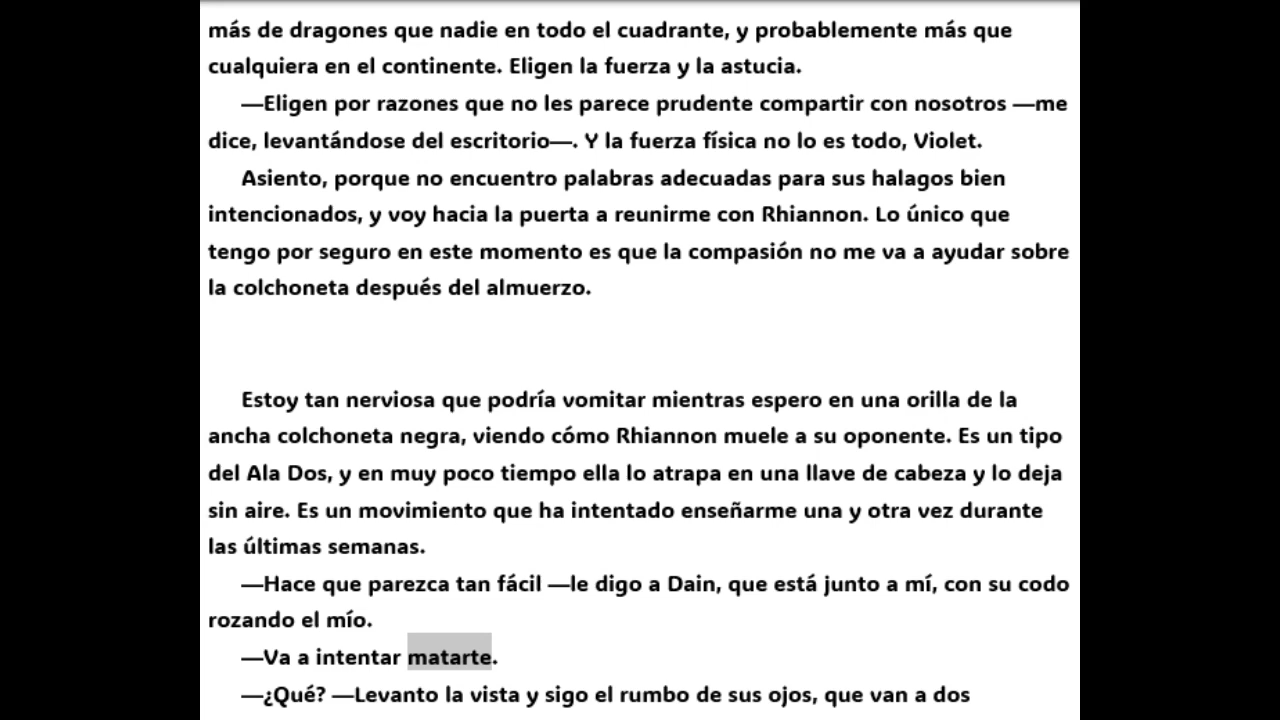 más de dragones que nadie en todo el cuadrante, y probablemente más que
cualquiera en el continente. Eligen la fuerza y la astucia.
—Eligen por razones que no les parece prudente compartir con nosotros —me
dice, levantándose del escritorio—. Y la fuerza física no lo es todo, Violet.
Asiento, porque no encuentro palabras adecuadas para sus halagos bien
intencionados, y voy hacia la puerta a reunirme con Rhiannon. Lo único que
tengo por seguro en este momento es que la compasión no me va a ayudar sobre
la colchoneta después del almuerzo.
Estoy tan nerviosa que podría vomitar mientras espero en una orilla de la
ancha colchoneta negra, viendo cómo Rhiannon muele a su oponente. Es un tipo
del Ala Dos, y en muy poco tiempo ella lo atrapa en una llave de cabeza y lo deja
sin aire. Es un movimiento que ha intentado enseñarme una y otra vez durante
las últimas semanas.
—Hace que parezca tan fácil —le digo a Dain, que está junto a mí, con su codo
rozando el mío.
—Va a intentar matarte.
—¿Qué? —Levanto la vista y sigo el rumbo de sus ojos, que van a dos